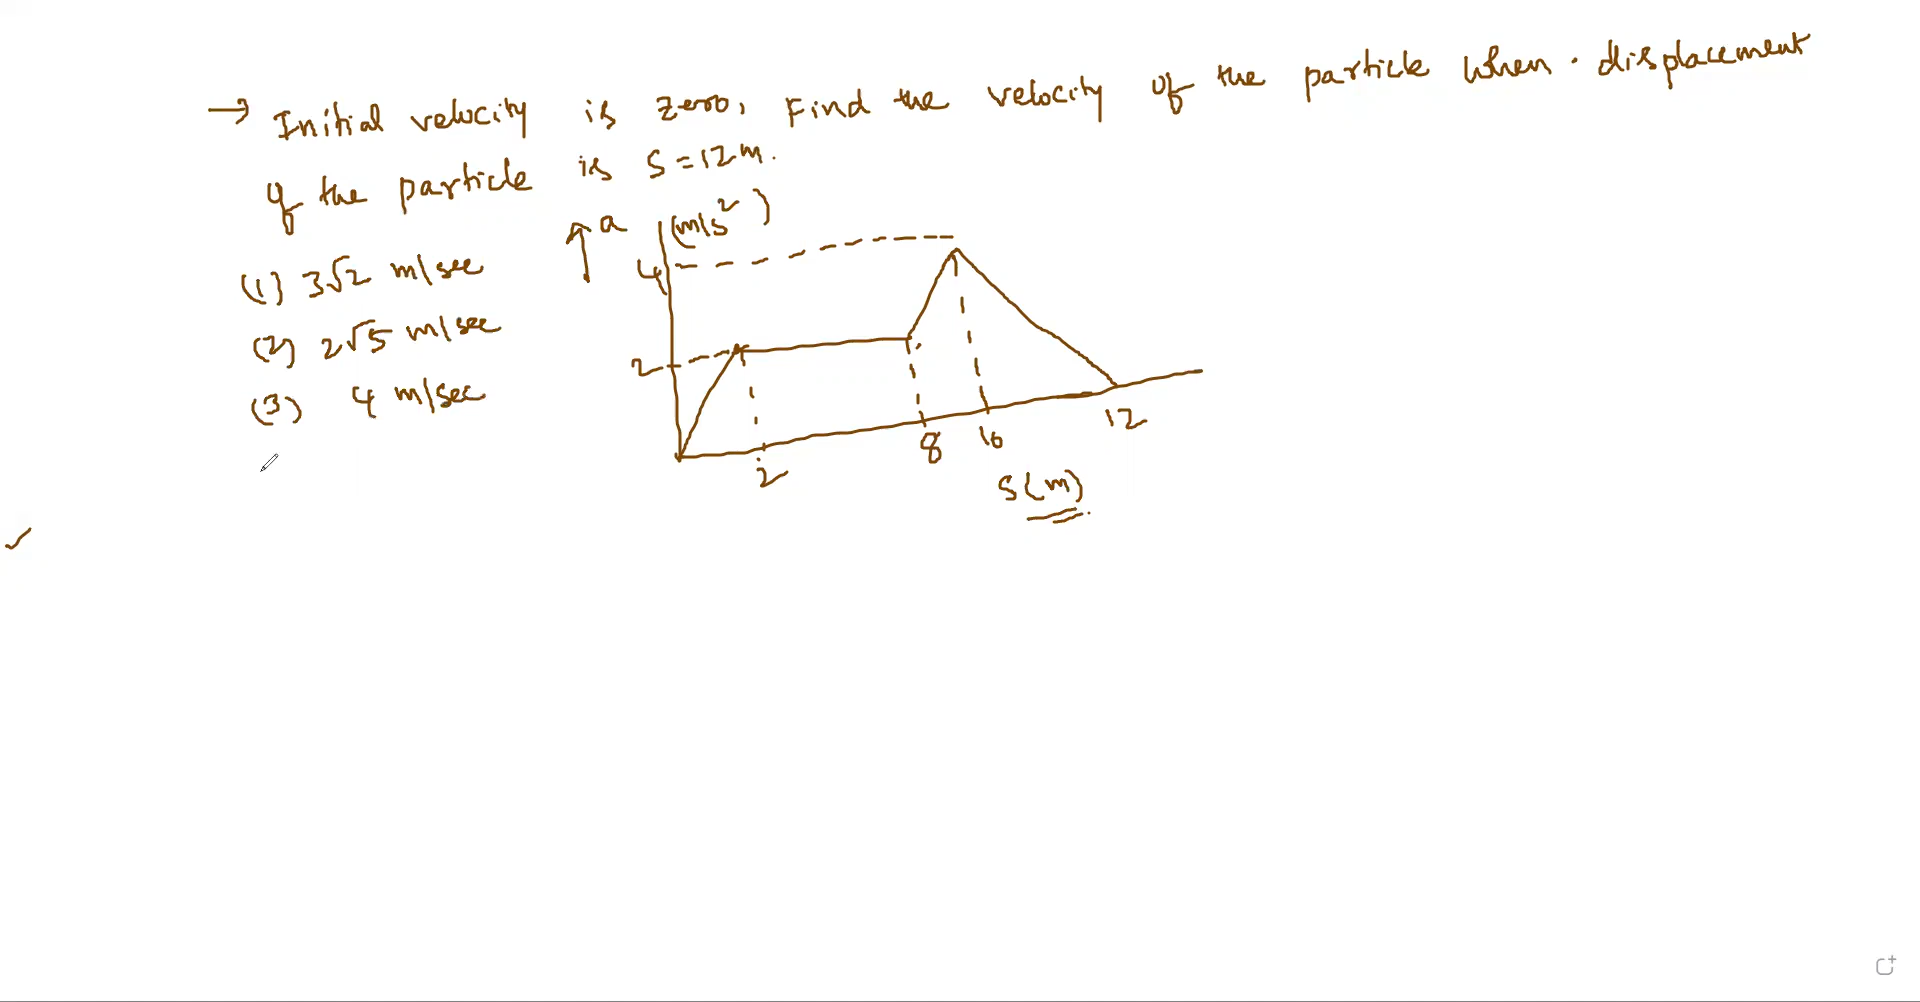 → Initial velocity is zero, Find the velocity of the particle when displacement
of the particle is S = 12m.
(1) 3√2 m/sec
(2) 2√5 m/sec
(3) 4 m/sec
↑ a (m/s²)
4
2
2 8 10 12
S(m)